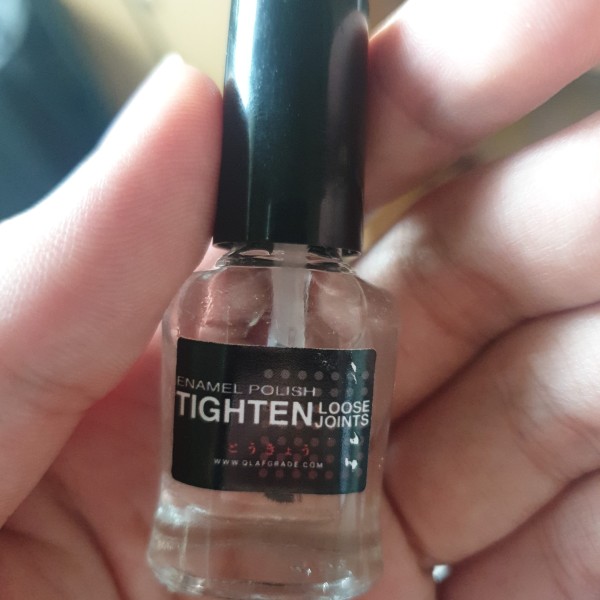 ENAMEL POLISH
TIGHTEN LOOSE JOINTS
どうきょう
WWW.QLAFGRADE.COM